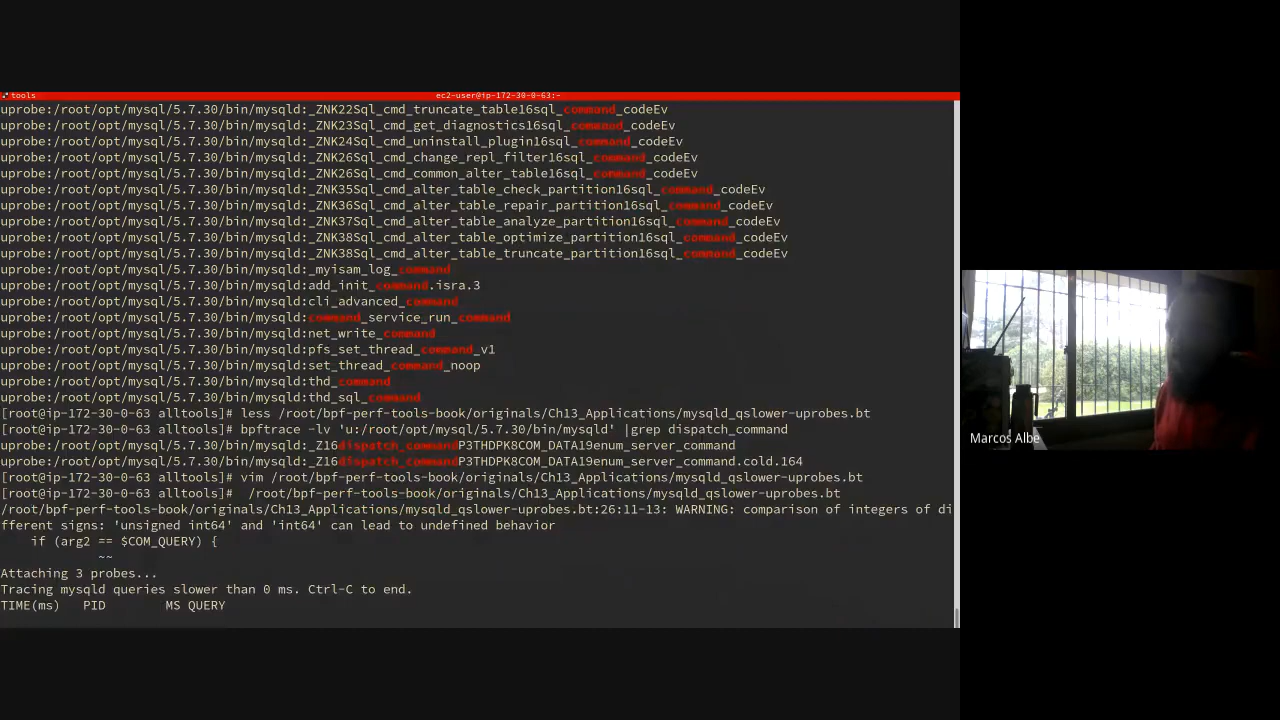 tools
ec2-user@ip-172-30-0-63:~
uprobe:/root/opt/mysql/5.7.30/bin/mysqld:_ZNK22Sql_cmd_truncate_table16sql_command_codeEv
uprobe:/root/opt/mysql/5.7.30/bin/mysqld:_ZNK23Sql_cmd_get_diagnostics16sql_command_codeEv
uprobe:/root/opt/mysql/5.7.30/bin/mysqld:_ZNK24Sql_cmd_uninstall_plugin16sql_command_codeEv
uprobe:/root/opt/mysql/5.7.30/bin/mysqld:_ZNK26Sql_cmd_change_repl_filter16sql_command_codeEv
uprobe:/root/opt/mysql/5.7.30/bin/mysqld:_ZNK26Sql_cmd_common_alter_table16sql_command_codeEv
uprobe:/root/opt/mysql/5.7.30/bin/mysqld:_ZNK35Sql_cmd_alter_table_check_partition16sql_command_codeEv
uprobe:/root/opt/mysql/5.7.30/bin/mysqld:_ZNK36Sql_cmd_alter_table_repair_partition16sql_command_codeEv
uprobe:/root/opt/mysql/5.7.30/bin/mysqld:_ZNK37Sql_cmd_alter_table_analyze_partition16sql_command_codeEv
uprobe:/root/opt/mysql/5.7.30/bin/mysqld:_ZNK38Sql_cmd_alter_table_optimize_partition16sql_command_codeEv
uprobe:/root/opt/mysql/5.7.30/bin/mysqld:_ZNK38Sql_cmd_alter_table_truncate_partition16sql_command_codeEv
uprobe:/root/opt/mysql/5.7.30/bin/mysqld:_myisam_log_command
uprobe:/root/opt/mysql/5.7.30/bin/mysqld:add_init_command.isra.3
uprobe:/root/opt/mysql/5.7.30/bin/mysqld:cli_advanced_command
uprobe:/root/opt/mysql/5.7.30/bin/mysqld:command_service_run_command
uprobe:/root/opt/mysql/5.7.30/bin/mysqld:net_write_command
uprobe:/root/opt/mysql/5.7.30/bin/mysqld:pfs_set_thread_command_v1
uprobe:/root/opt/mysql/5.7.30/bin/mysqld:set_thread_command_noop
uprobe:/root/opt/mysql/5.7.30/bin/mysqld:thd_command
uprobe:/root/opt/mysql/5.7.30/bin/mysqld:thd_sql_command
[root@ip-172-30-0-63 alltools]# less /root/bpf-perf-tools-book/originals/Ch13_Applications/mysqld_qslower-uprobes.bt
[root@ip-172-30-0-63 alltools]# bpftrace -lv 'u:/root/opt/mysql/5.7.30/bin/mysqld' |grep dispatch_command
uprobe:/root/opt/mysql/5.7.30/bin/mysqld:_Z16dispatch_commandP3THDPK8COM_DATA19enum_server_command
uprobe:/root/opt/mysql/5.7.30/bin/mysqld:_Z16dispatch_commandP3THDPK8COM_DATA19enum_server_command.cold.164
[root@ip-172-30-0-63 alltools]# vim /root/bpf-perf-tools-book/originals/Ch13_Applications/mysqld_qslower-uprobes.bt
[root@ip-172-30-0-63 alltools]#  /root/bpf-perf-tools-book/originals/Ch13_Applications/mysqld_qslower-uprobes.bt
/root/bpf-perf-tools-book/originals/Ch13_Applications/mysqld_qslower-uprobes.bt:26:11-13: WARNING: comparison of integers of di
fferent signs: 'unsigned int64' and 'int64' can lead to undefined behavior
    if (arg2 == $COM_QUERY) {
             ~~
Attaching 3 probes...
Tracing mysqld queries slower than 0 ms. Ctrl-C to end.
TIME(ms)   PID        MS QUERY
Marcos Albe